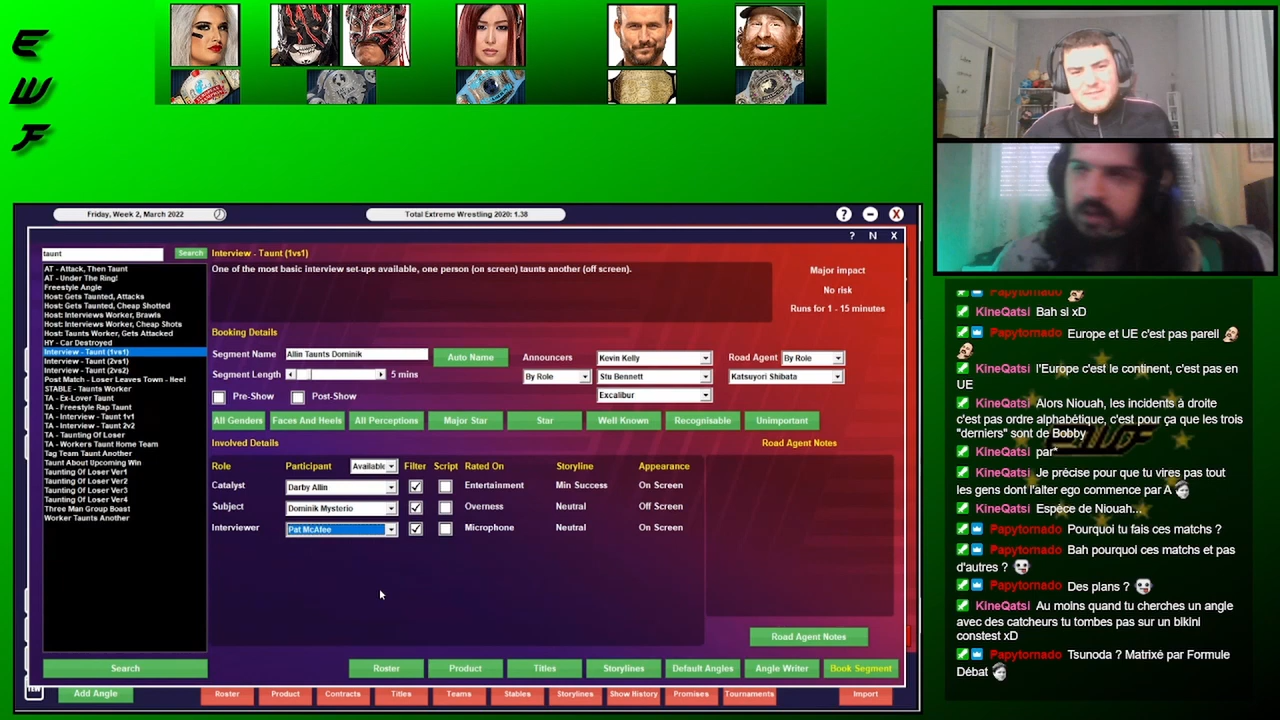 E
W
F
Friday, Week 2, March 2022
Total Extreme Wrestling 2020: 1.38
? N X
taunt
Search
AT - Attack, Then Taunt
AT - Under The Ring!
Freestyle Angle
Host: Gets Taunted, Attacks
Host: Gets Taunted, Cheap Shotted
Host: Interviews Worker, Brawls
Host: Interviews Worker, Cheap Shots
Host: Taunts Worker, Gets Attacked
HY - Car Destroyed
Interview - Taunt (1vs1)
Interview - Taunt (2vs1)
Interview - Taunt (2vs2)
Post Match - Loser Leaves Town - Heel
STABLE - Taunts Worker
TA - Ex-Lover Taunt
TA - Freestyle Rap Taunt
TA - Interview - Taunt 1v1
TA - Interview - Taunt 2v2
TA - Taunting Of Loser
TA - Workers Taunt Home Team
Tag Team Taunt Another
Taunt About Upcoming Win
Taunting Of Loser Ver1
Taunting Of Loser Ver2
Taunting Of Loser Ver3
Taunting Of Loser Ver4
Three Man Group Boast
Worker Taunts Another
Search
Interview - Taunt (1vs1)
One of the most basic interview set-ups available, one person (on screen) taunts another (off screen).
Major impact
No risk
Runs for 1 - 15 minutes
Booking Details
Segment Name Allin Taunts Dominik Auto Name Announcers Kevin Kelly Road Agent By Role
Segment Length 5 mins By Role Stu Bennett Katsuyori Shibata
Pre-Show Post-Show Excalibur
All Genders Faces And Heels All Perceptions Major Star Star Well Known Recognisable Unimportant
Involved Details Road Agent Notes
Role Participant Available Filter Script Rated On Storyline Appearance
Catalyst Darby Allin Entertainment Min Success On Screen
Subject Dominik Mysterio Overness Neutral Off Screen
Interviewer Pat McAfee Microphone Neutral On Screen
Road Agent Notes
Roster Product Titles Storylines Default Angles Angle Writer Book Segment
Add Angle Roster Product Contracts Titles Teams Stables Storylines Show History Promises Tournaments Import
Papytornado
KineQatsi Bah si xD
Papytornado Europe et UE c'est pas pareil
KineQatsi l'Europe c'est le continent, c'est pas en
UE
KineQatsi Alors Niouah, les incidents à droite
c'est pas ordre alphabétique, c'est pour ça que les trois
"derniers" sont de Bobby
KineQatsi par*
KineQatsi Je précise pour que tu vires pas tout
les gens dont l'alter ego commence par A
KineQatsi Espèce de Niouah...
Papytornado Pourquoi tu fais ces matchs ?
Papytornado Bah pourquoi ces matchs et pas
d'autres ?
Papytornado Des plans ?
KineQatsi Au moins quand tu cherches un angle
avec des catcheurs tu tombes pas sur un bikini
constest xD
Papytornado Tsunoda ? Matrixé par Formule
Débat